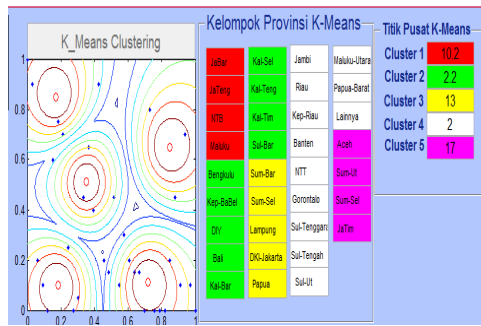 K_Means Clustering
1
0.8
0.6
0.4
0.2
0
0 0.2 0.4 0.6 0.8 1
Kelompok Provinsi K-Means
JaBar Kal-Sel Jambi Maluku-Utara
JaTeng Kal-Teng Riau Papua-Barat
NTB Kal-Tim Kep-Riau Lainnya
Maluku Sul-Bar Banten Aceh
Bengkulu Sum-Bar NTT Sum-Ut
Kep-BaBel Sum-Sel Gorontalo Sum-Sel
DIY Lampung Sul-Tenggara JaTim
Bali DKI-Jakarta Sul-Tengah
Kal-Bar Papua Sul-Ut
Titik Pusat K-Means
Cluster 1 10.2
Cluster 2 2.2
Cluster 3 13
Cluster 4 2
Cluster 5 17